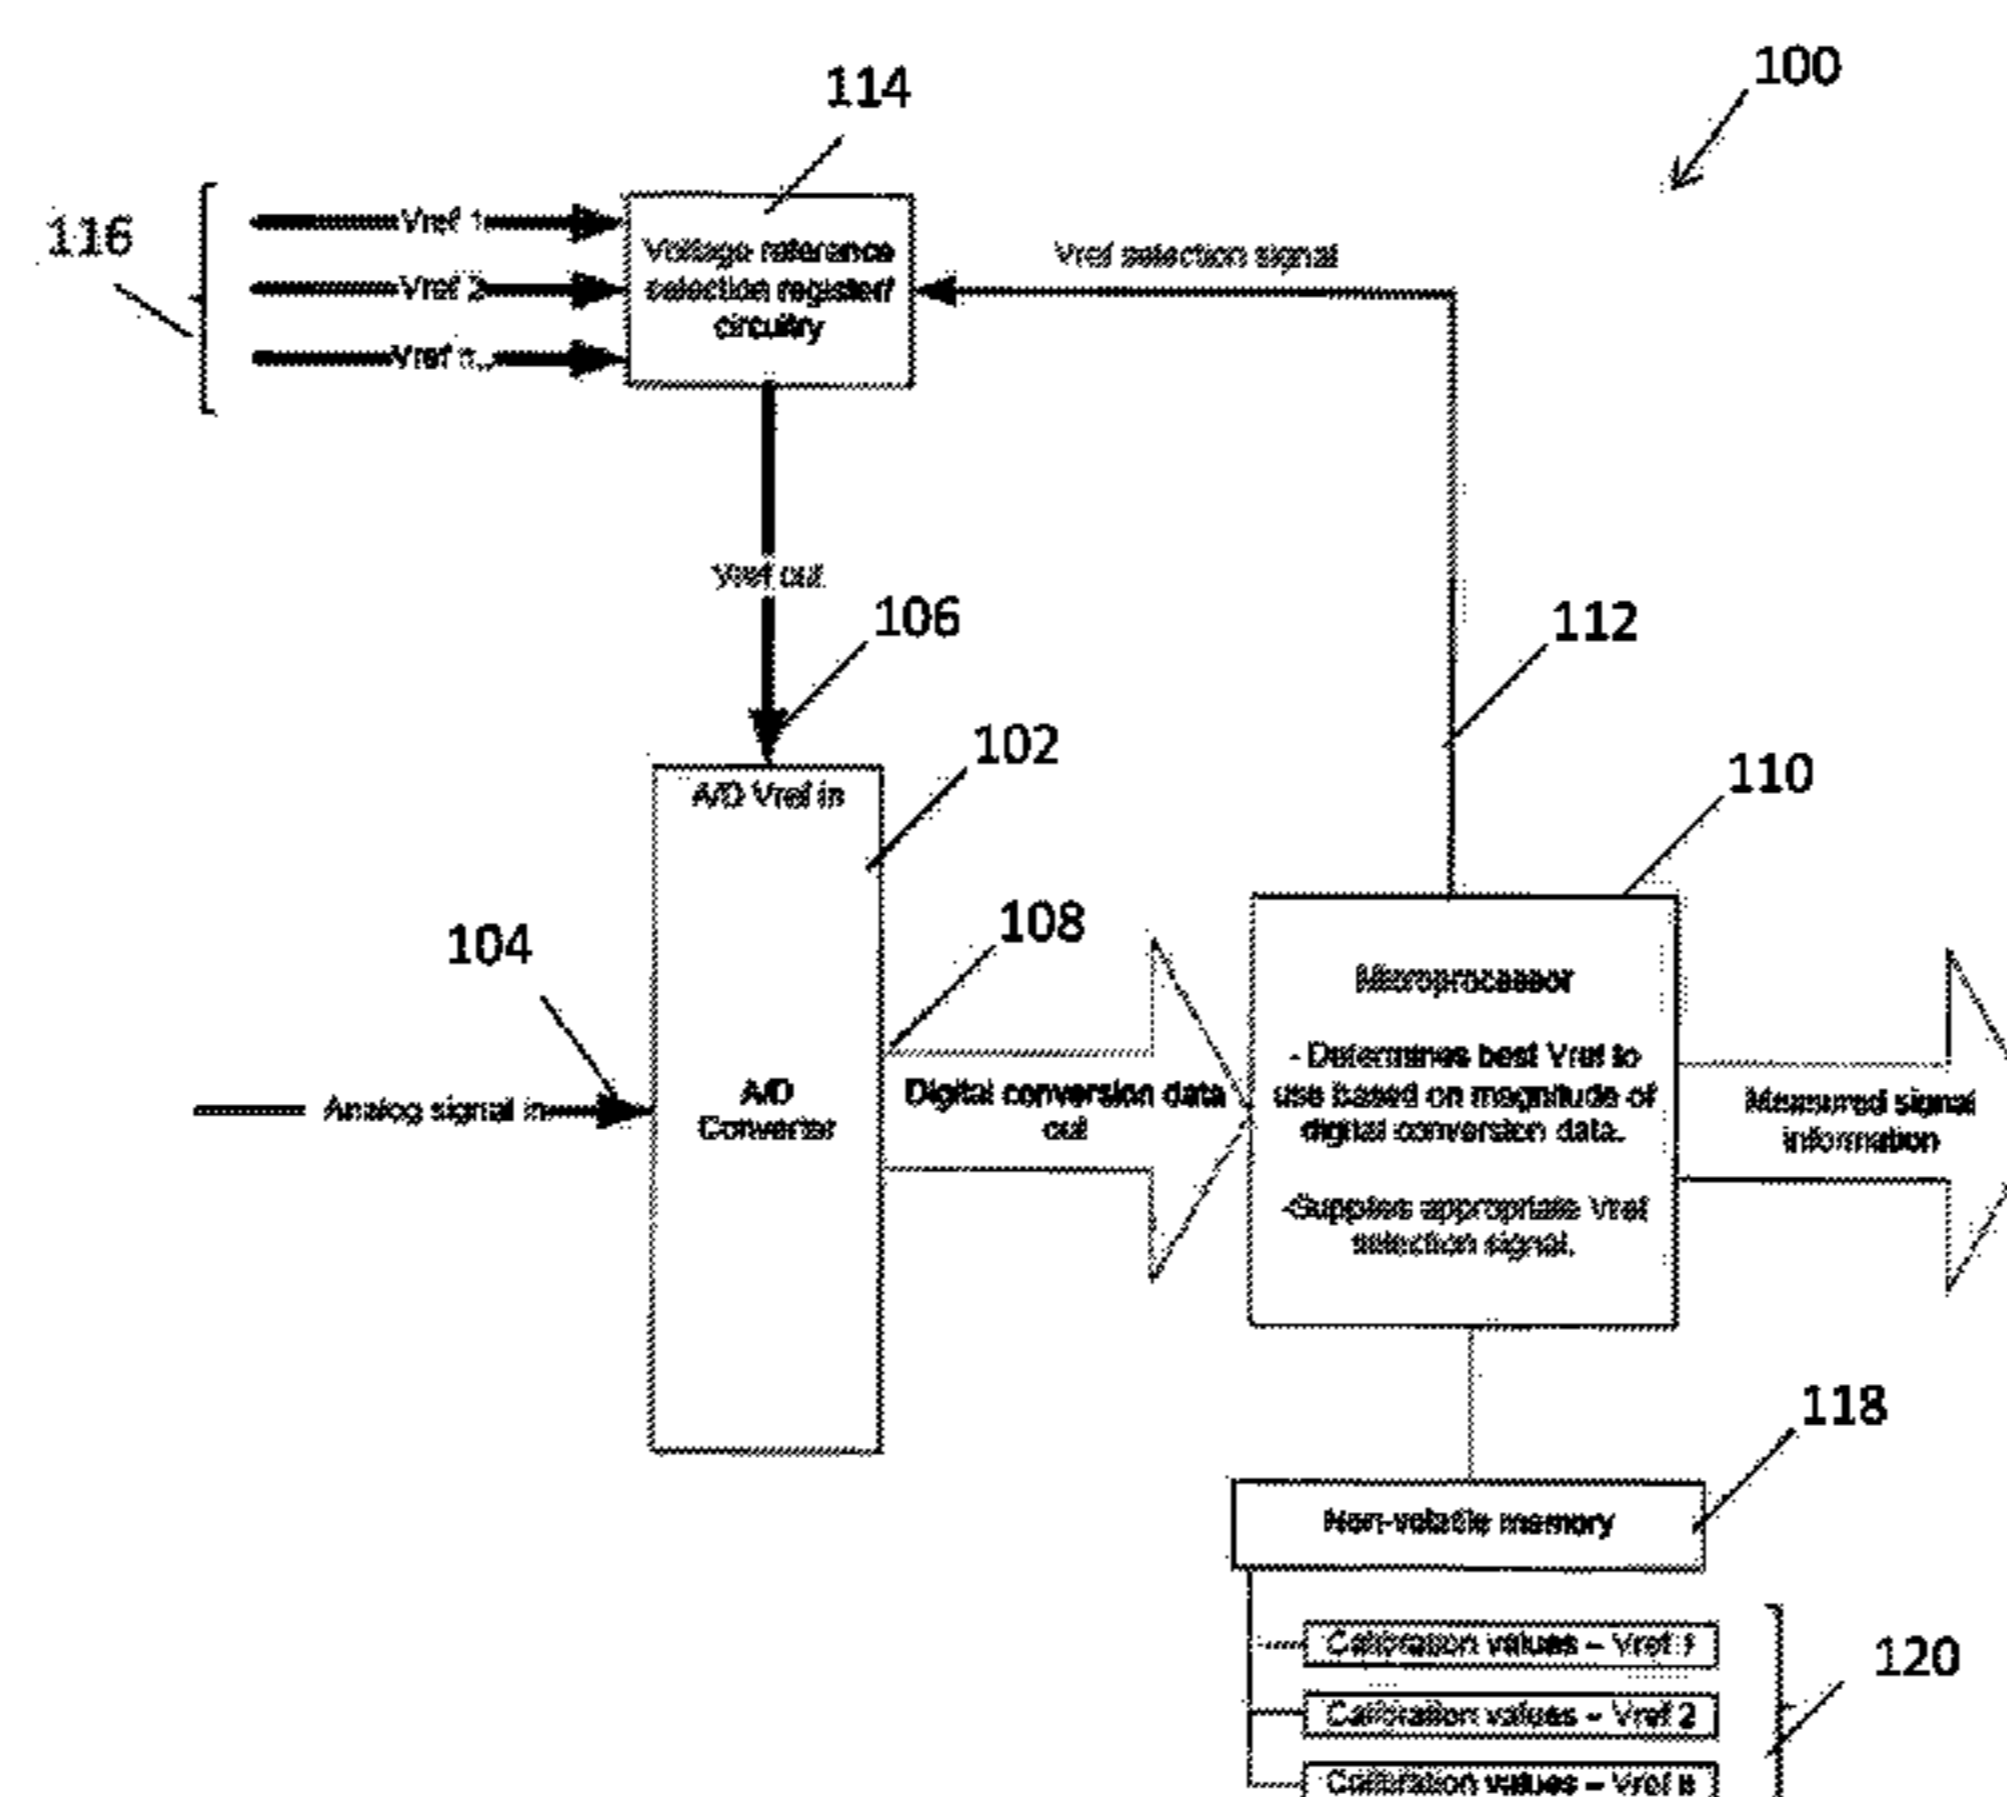 100
114
116
Vref 1
Vref 2
Vref n...
Voltage reference
selection register/
circuitry
Vref selection signal
Vref out
106
112
102
110
A/D Vref in
104
108
Analog signal in
A/D
Converter
Digital conversion data
out
Microprocessor
- Determines best Vref to
use based on magnitude of
digital conversion data.
-Supplies appropriate Vref
selection signal.
Measured signal
information
118
Non-volatile memory
Calibration values – Vref 1
Calibration values – Vref 2
Calibration values – Vref n
120